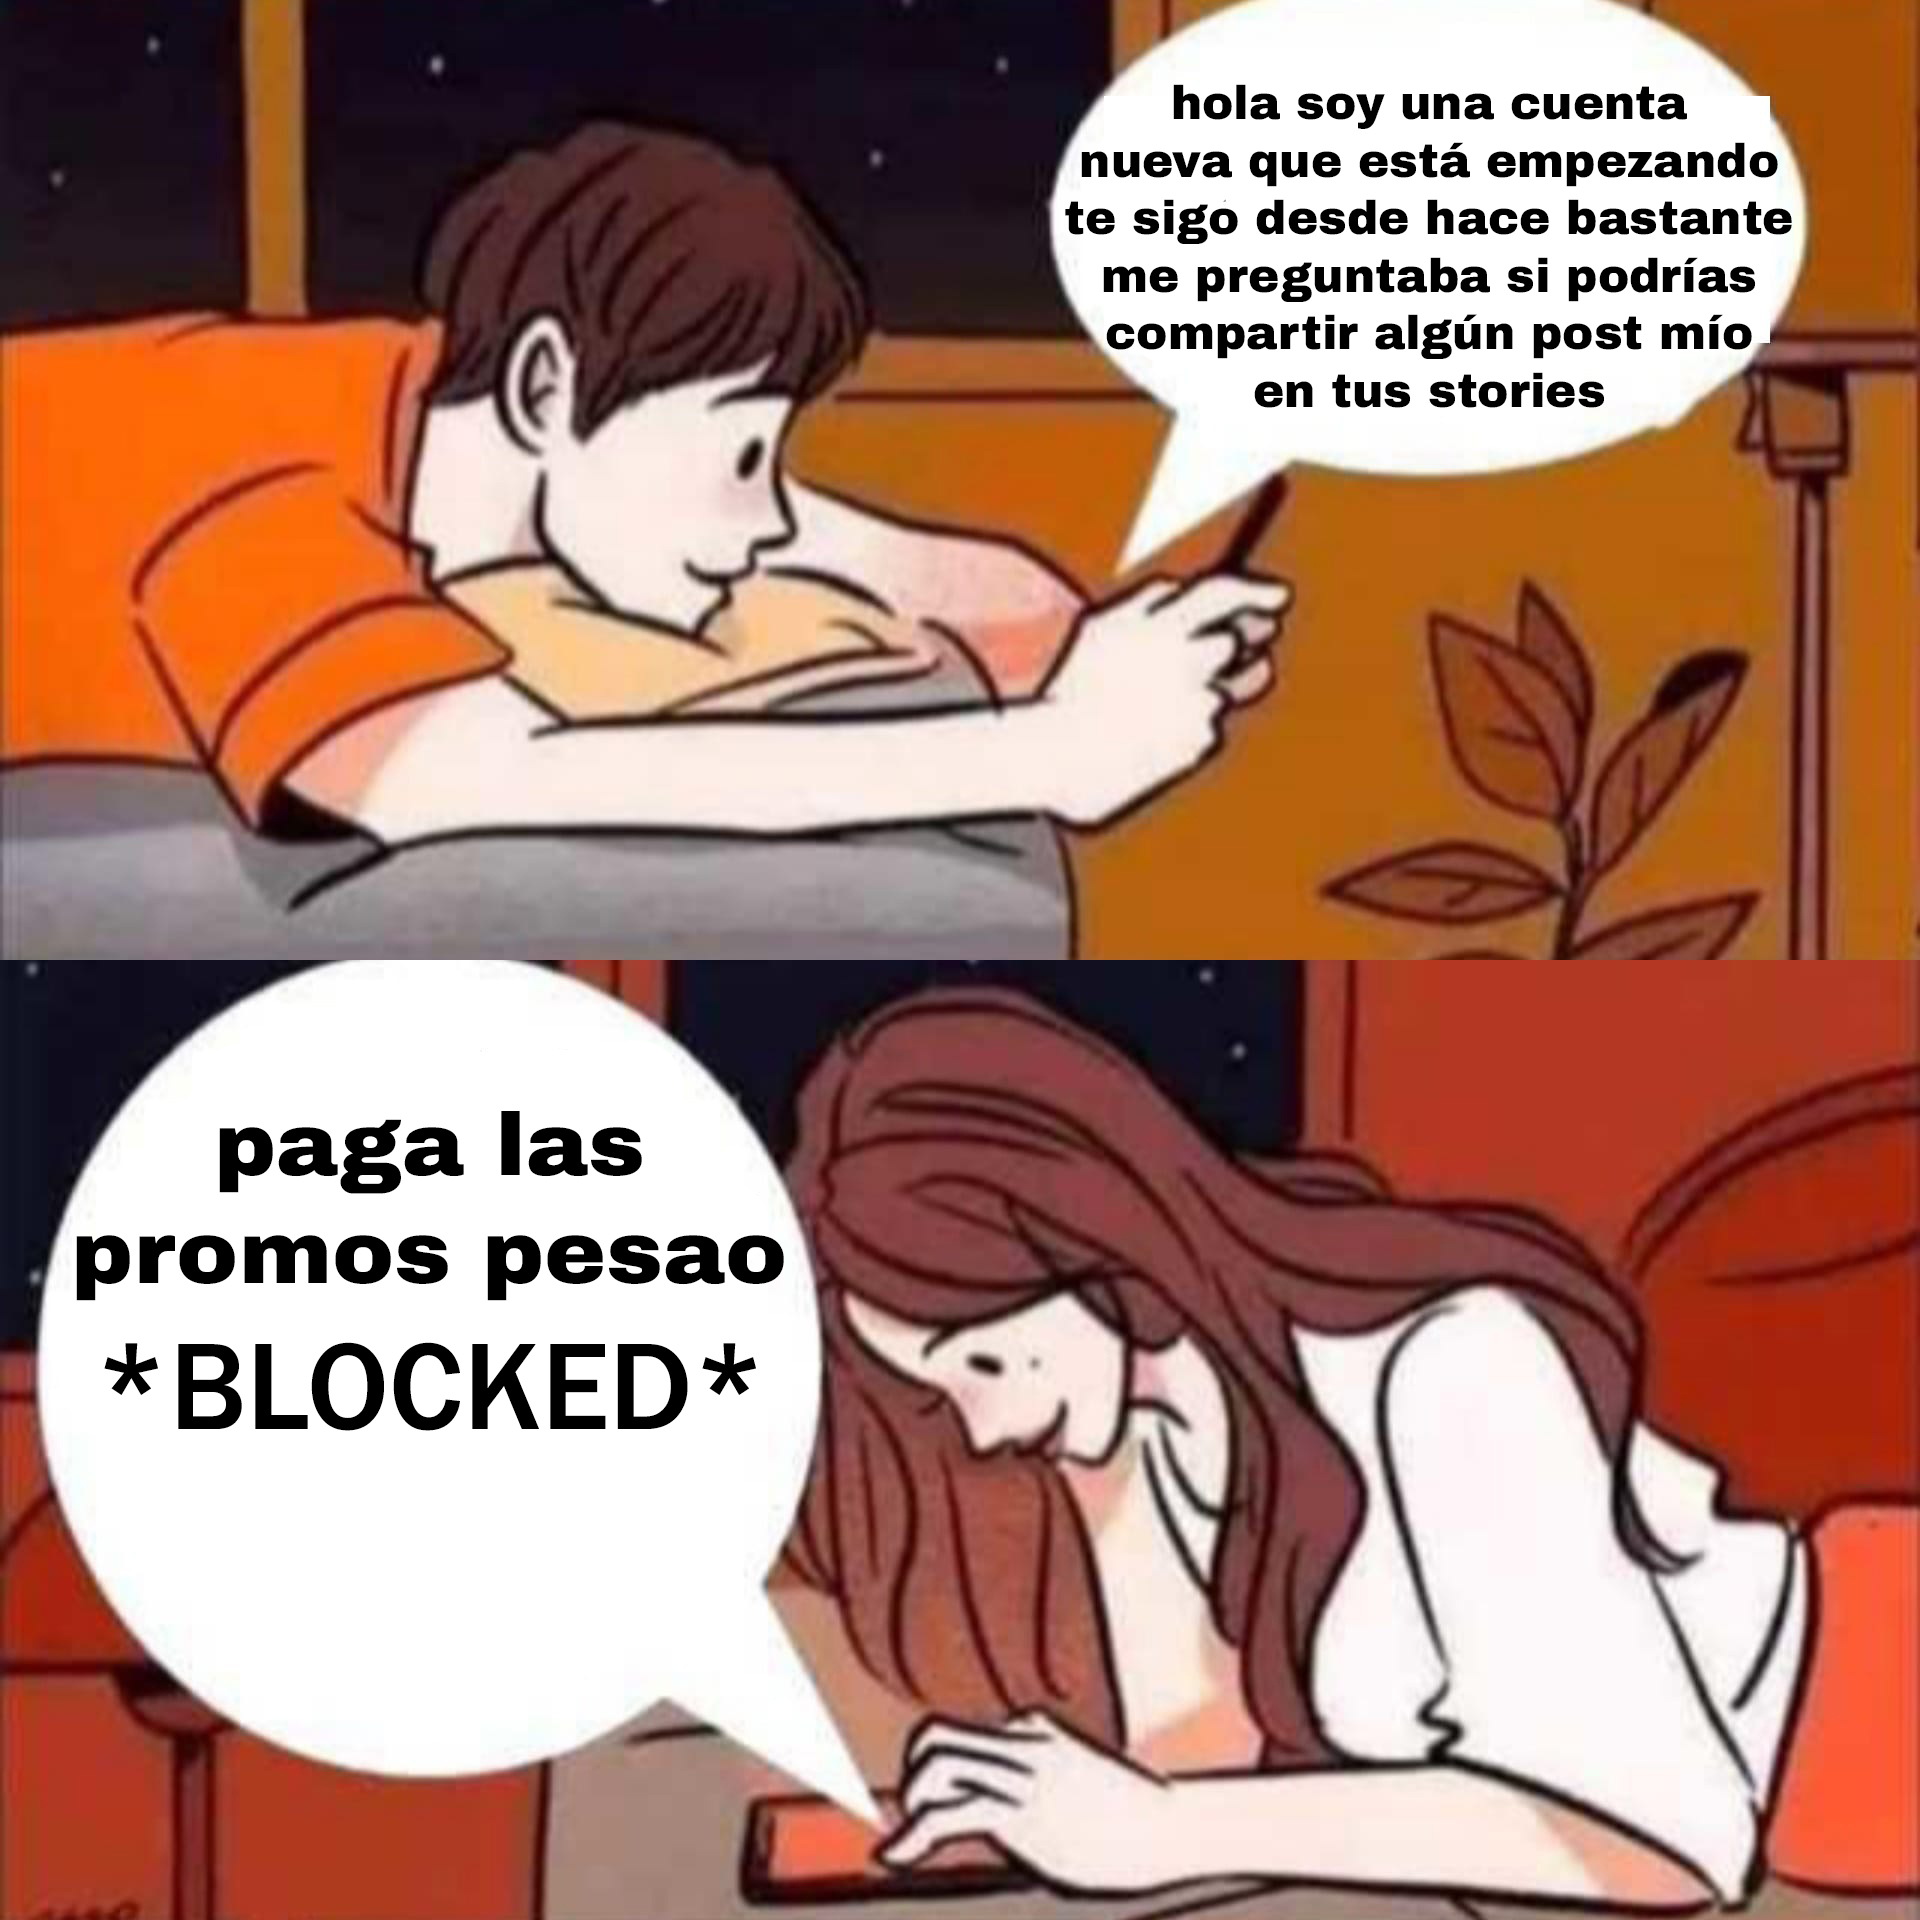 hola soy una cuenta
nueva que está empezando
te sigo desde hace bastante
me preguntaba si podrías
compartir algún post mío
en tus stories
paga las
promos pesao
*BLOCKED*